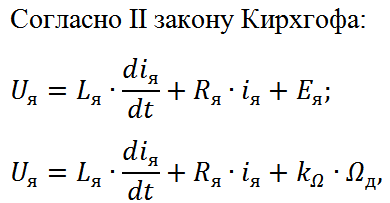 Согласно II закону Кирхгофа:
Uя = Lя · diя/dt + Rя · iя + Eя;
Uя = Lя · diя/dt + Rя · iя + kΩ · Ωд,